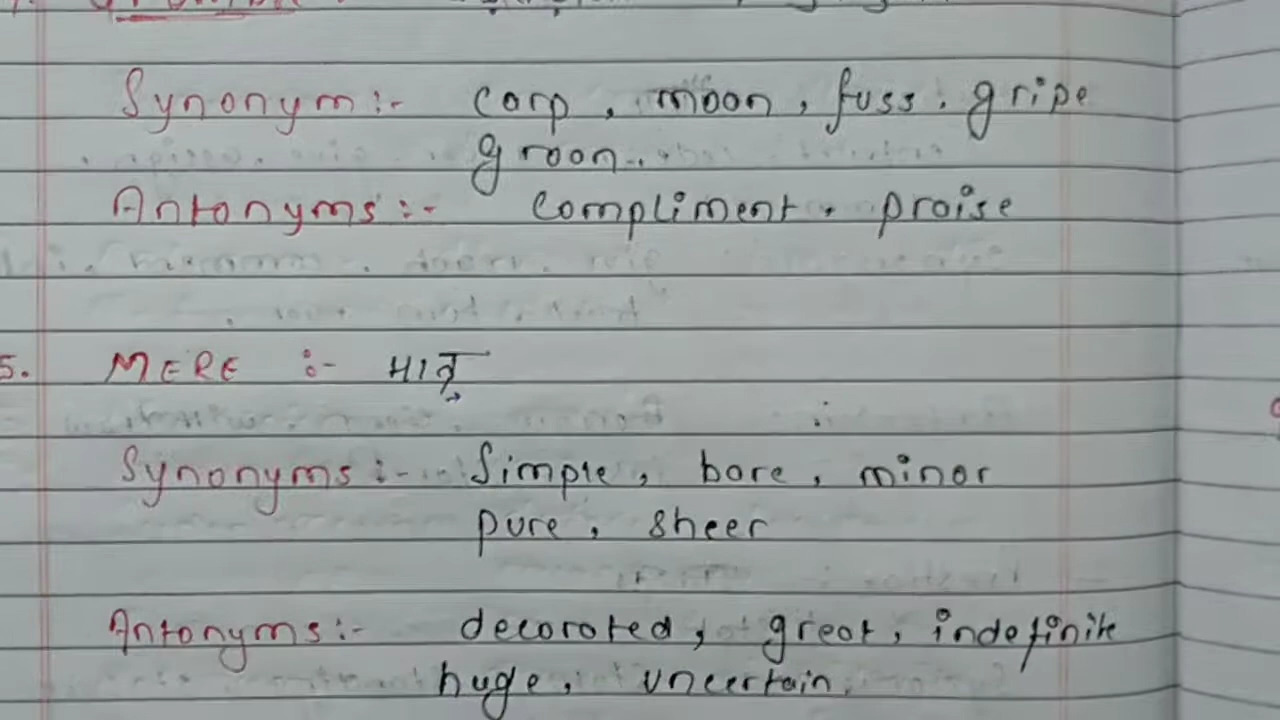 Synonym :- carp, moan, fuss, gripe
groan.
Antonyms :- compliment, praise
5. MERE :- मात्र
Synonyms :- Simple, bare, minor
pure, sheer
Antonyms :- decorated, great, indefinite
huge, uncertain.